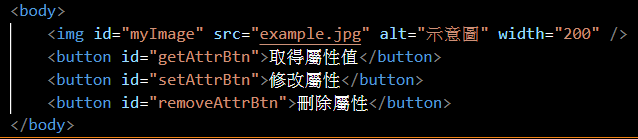 <body>
<img id="myImage" src="example.jpg" alt="示意圖" width="200" />
<button id="getAttrBtn">取得屬性值</button>
<button id="setAttrBtn">修改屬性</button>
<button id="removeAttrBtn">刪除屬性</button>
</body>